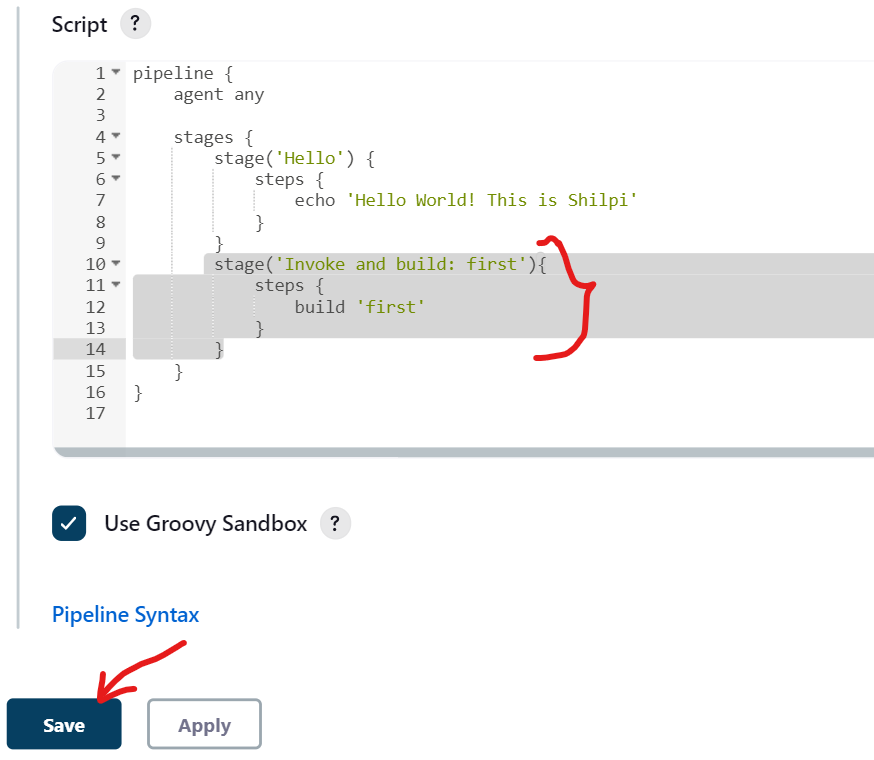 Script ?
1 pipeline {
2     agent any
3
4     stages {
5         stage('Hello') {
6             steps {
7                 echo 'Hello World! This is Shilpi'
8             }
9         }
10         stage('Invoke and build: first'){
11             steps {
12                 build 'first'
13             }
14         }
15     }
16 }
17
Use Groovy Sandbox ?
Pipeline Syntax
Save Apply